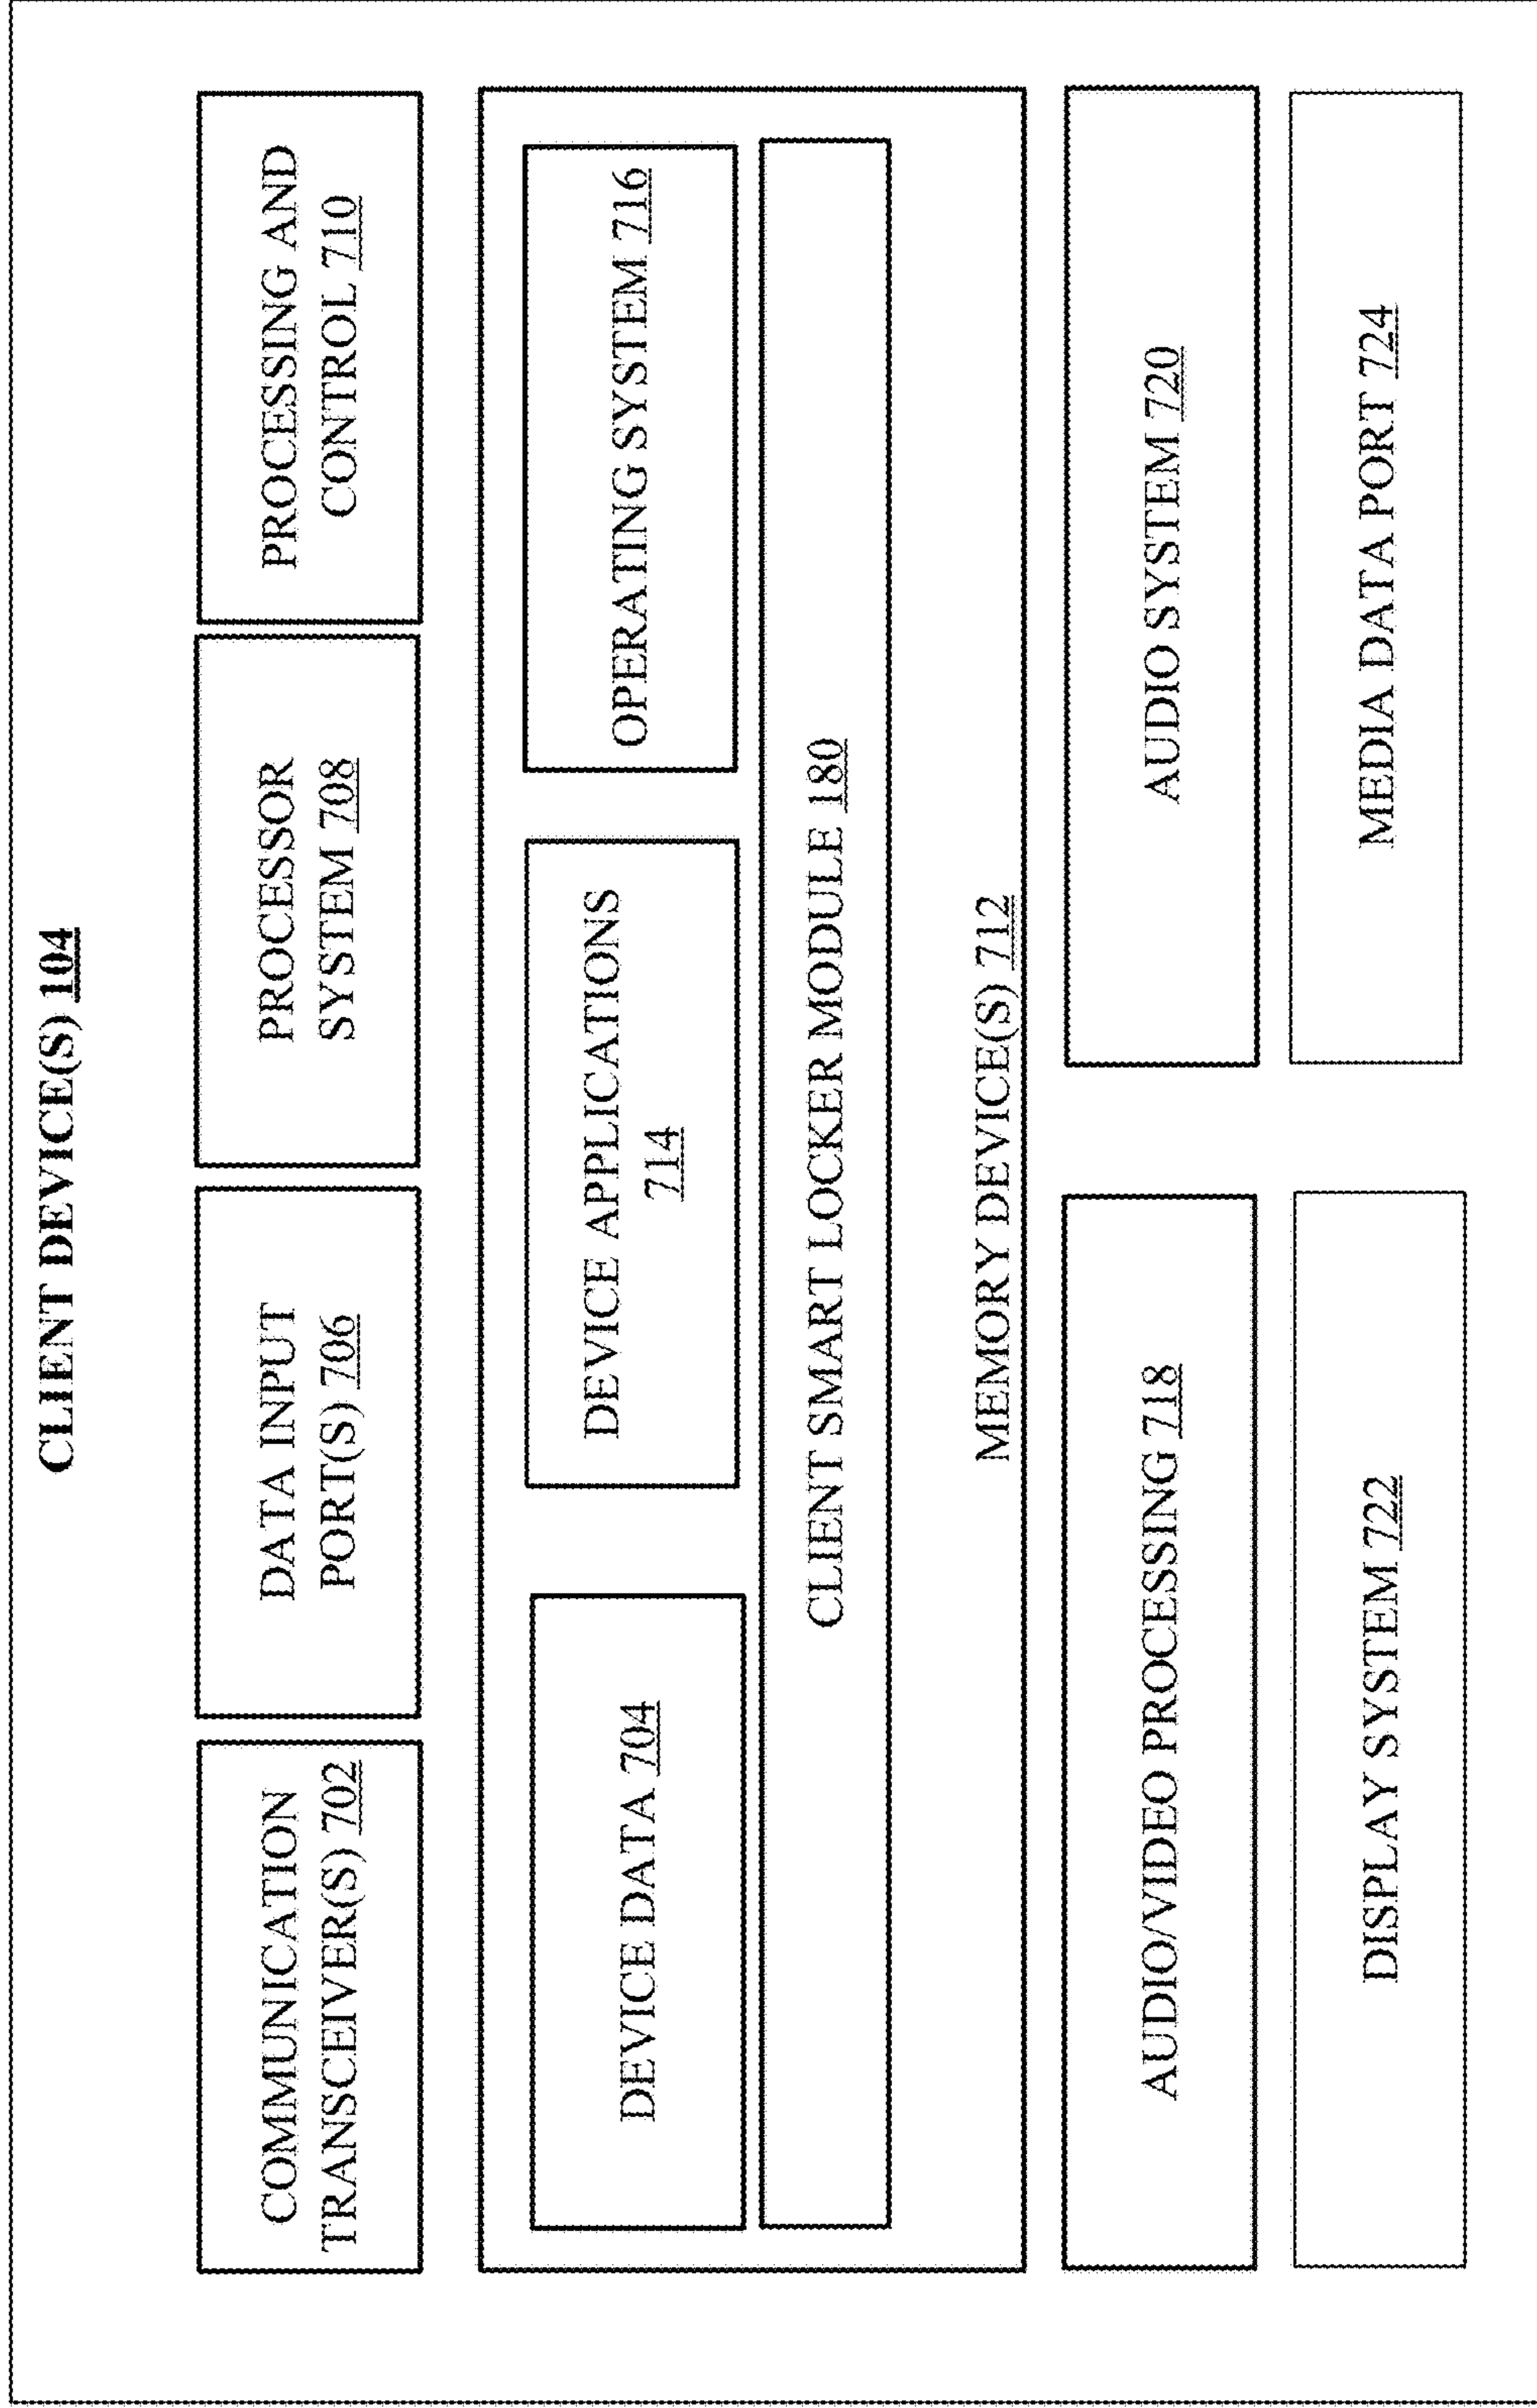 CLIENT DEVICE(S) 104
COMMUNICATION
TRANSCEIVER(S) 702
DATA INPUT
PORT(S) 706
PROCESSOR
SYSTEM 708
PROCESSING AND
CONTROL 710
DEVICE DATA 704
DEVICE APPLICATIONS
714
OPERATING SYSTEM 716
CLIENT SMART LOCKER MODULE 180
MEMORY DEVICE(S) 712
AUDIO/VIDEO PROCESSING 718
AUDIO SYSTEM 720
DISPLAY SYSTEM 722
MEDIA DATA PORT 724